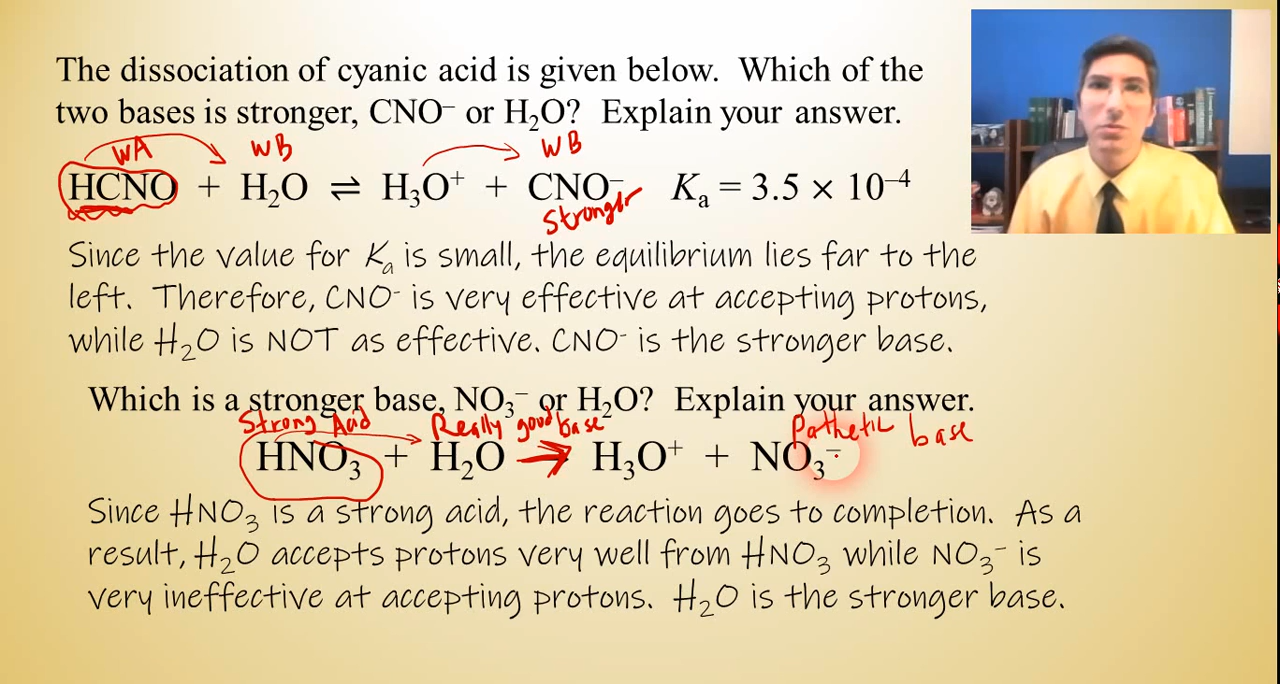 The dissociation of cyanic acid is given below. Which of the
two bases is stronger, CNO⁻ or H₂O? Explain your answer.
WA WB WB
HCNO + H₂O ⇌ H₃O⁺ + CNO⁻ Kₐ = 3.5 × 10⁻⁴
Stronger
Since the value for Kₐ is small, the equilibrium lies far to the
left. Therefore, CNO⁻ is very effective at accepting protons,
while H₂O is NOT as effective. CNO⁻ is the stronger base.
Which is a stronger base, NO₃⁻ or H₂O? Explain your answer.
Strong Acid Really good base Pathetic base
HNO₃ + H₂O → H₃O⁺ + NO₃⁻
Since HNO₃ is a strong acid, the reaction goes to completion. As a
result, H₂O accepts protons very well from HNO₃ while NO₃⁻ is
very ineffective at accepting protons. H₂O is the stronger base.